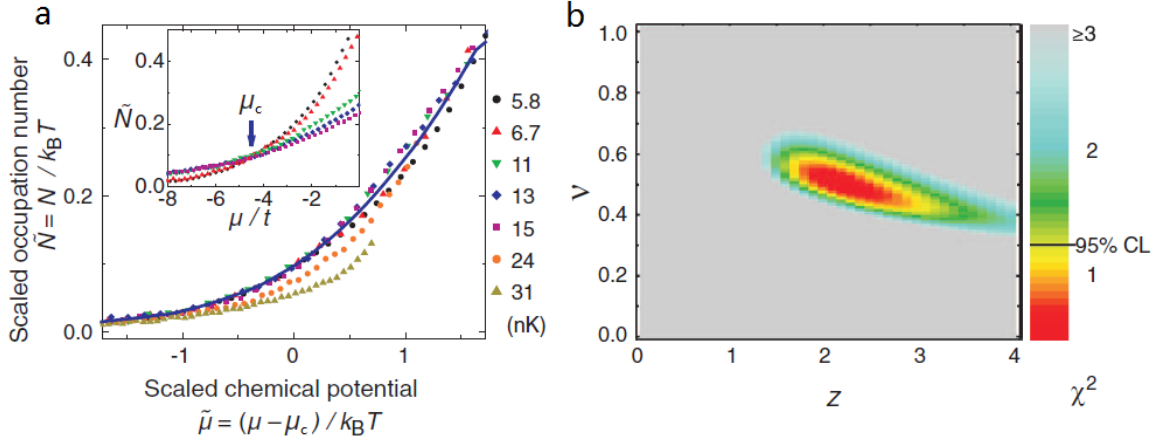 a
Scaled occupation number
Ñ = N / k_B T
0.4
0.2
0.0
-1
0
1
Scaled chemical potential
μ̃ = (μ − μ_c) / k_B T
0.4
0.2
0.0
Ñ
μ_c
-8
-6
-4
-2
μ / t
5.8
6.7
11
13
15
24
31
(nK)
b
1.0
0.8
0.6
0.4
0.2
0.0
ν
0
1
2
3
4
z
≥3
2
95% CL
1
χ²